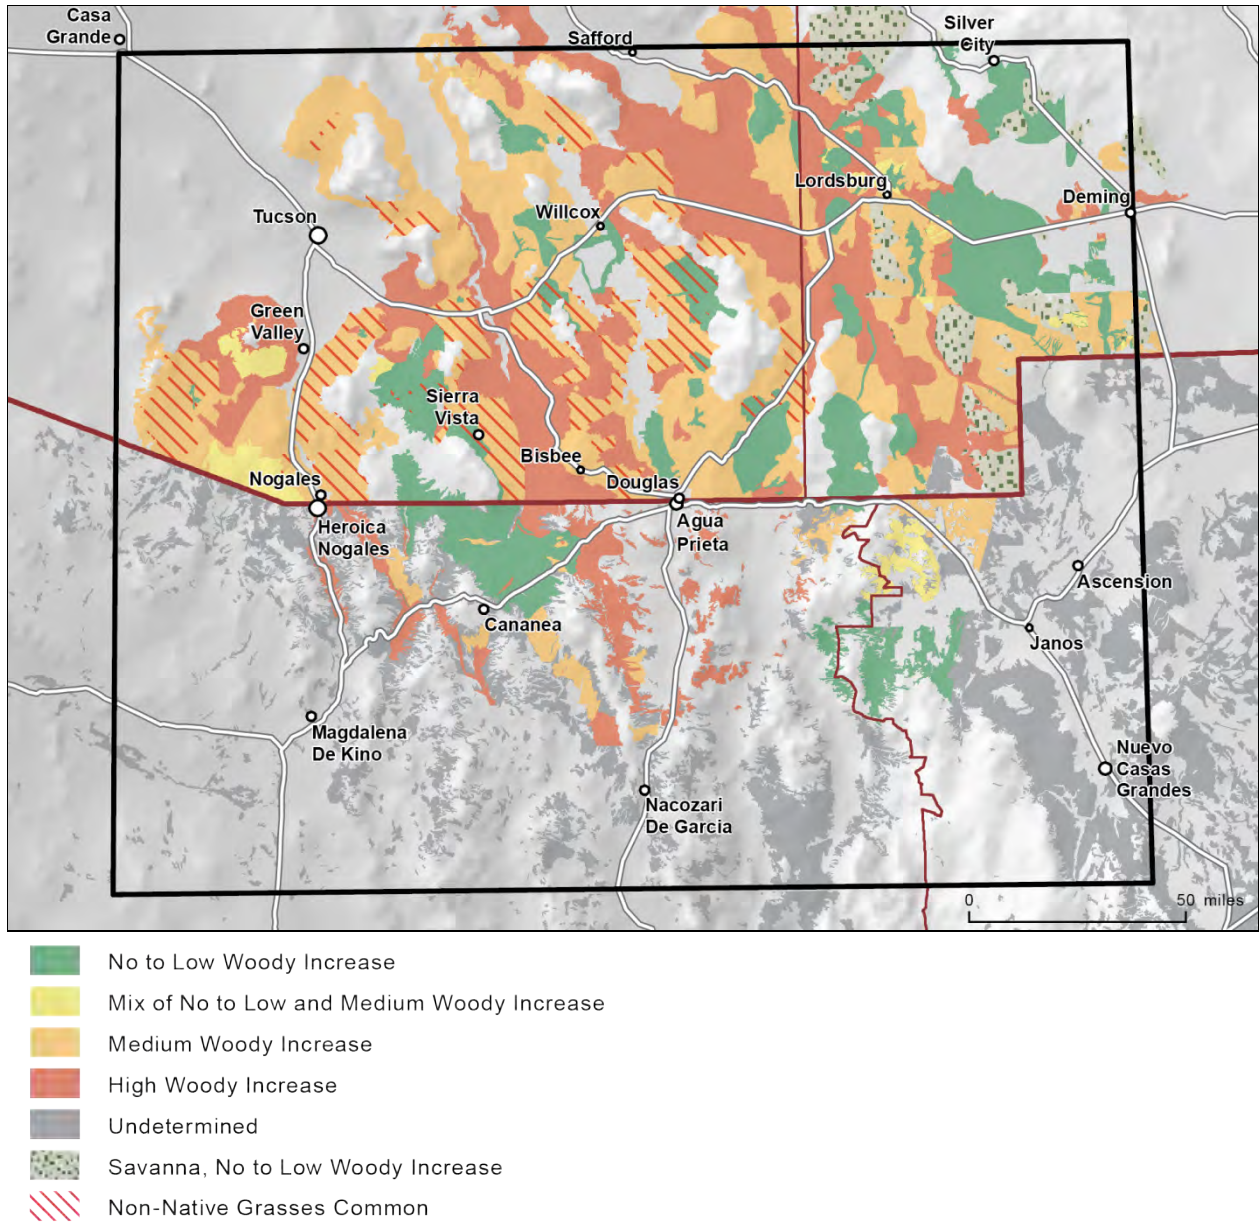 Casa
Grande
Safford
Silver
City
Tucson
Willcox
Lordsburg
Deming
Green
Valley
Sierra
Vista
Bisbee
Nogales
Douglas
Heroica
Nogales
Agua
Prieta
Cananea
Ascension
Janos
Magdalena
De Kino
Nuevo
Casas
Grandes
Nacozari
De Garcia
0 50 miles
No to Low Woody Increase
Mix of No to Low and Medium Woody Increase
Medium Woody Increase
High Woody Increase
Undetermined
Savanna, No to Low Woody Increase
Non-Native Grasses Common